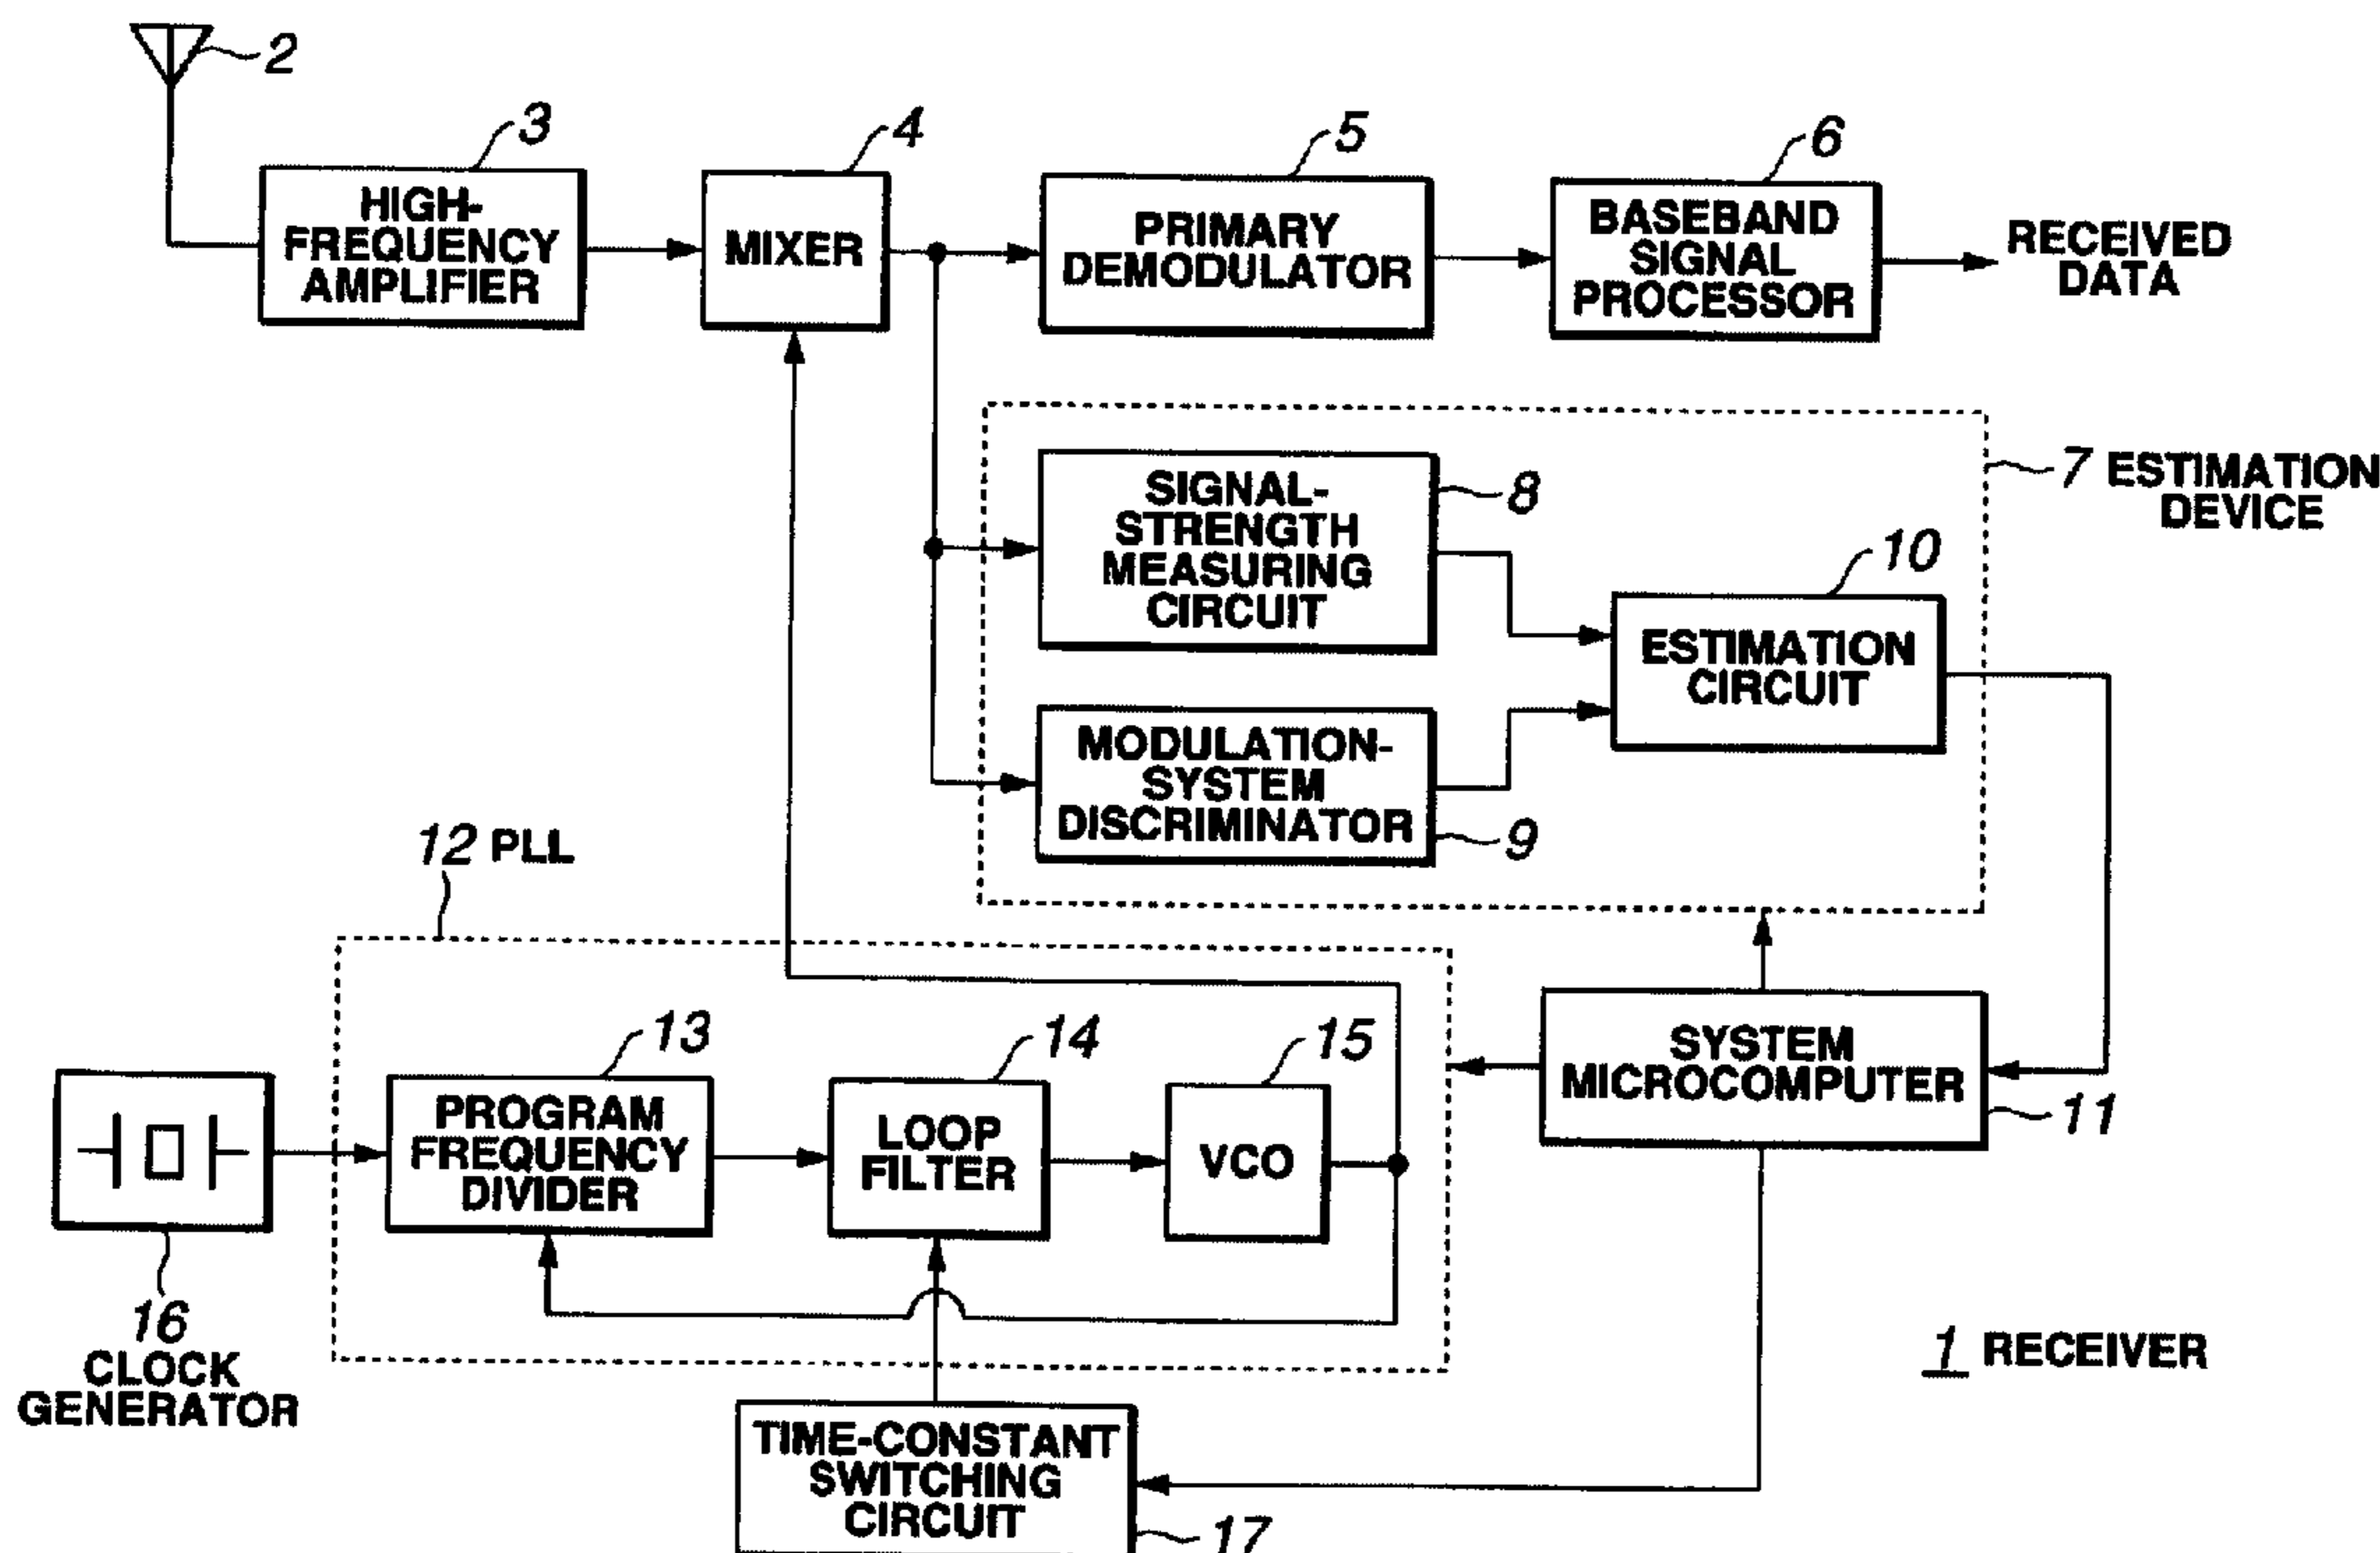 2
3
HIGH-
FREQUENCY
AMPLIFIER
4
MIXER
5
PRIMARY
DEMODULATOR
6
BASEBAND
SIGNAL
PROCESSOR
RECEIVED
DATA
7 ESTIMATION
DEVICE
SIGNAL-
STRENGTH
MEASURING
CIRCUIT
8
10
ESTIMATION
CIRCUIT
MODULATION-
SYSTEM
DISCRIMINATOR
9
12 PLL
13
PROGRAM
FREQUENCY
DIVIDER
14
LOOP
FILTER
15
VCO
SYSTEM
MICROCOMPUTER
11
16
CLOCK
GENERATOR
1 RECEIVER
TIME-CONSTANT
SWITCHING
CIRCUIT
17